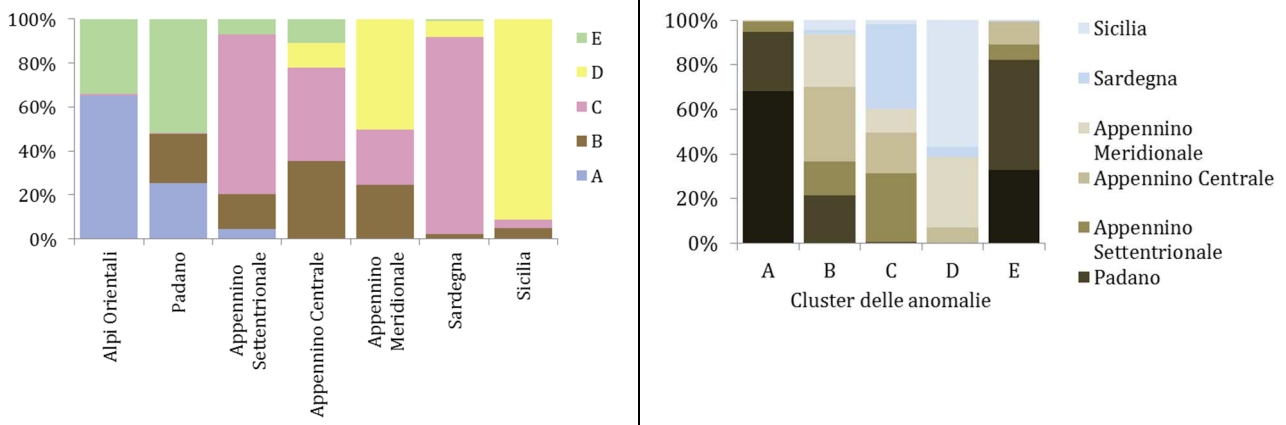 100%
80%
60%
40%
20%
0%
Alpi Orientali
Padano
Appennino
Settentrionale
Appennino Centrale
Appennino
Meridionale
Sardegna
Sicilia
E
D
C
B
A
100%
80%
60%
40%
20%
0%
A B C D E
Cluster delle anomalie
Sicilia
Sardegna
Appennino
Meridionale
Appennino Centrale
Appennino
Settentrionale
Padano